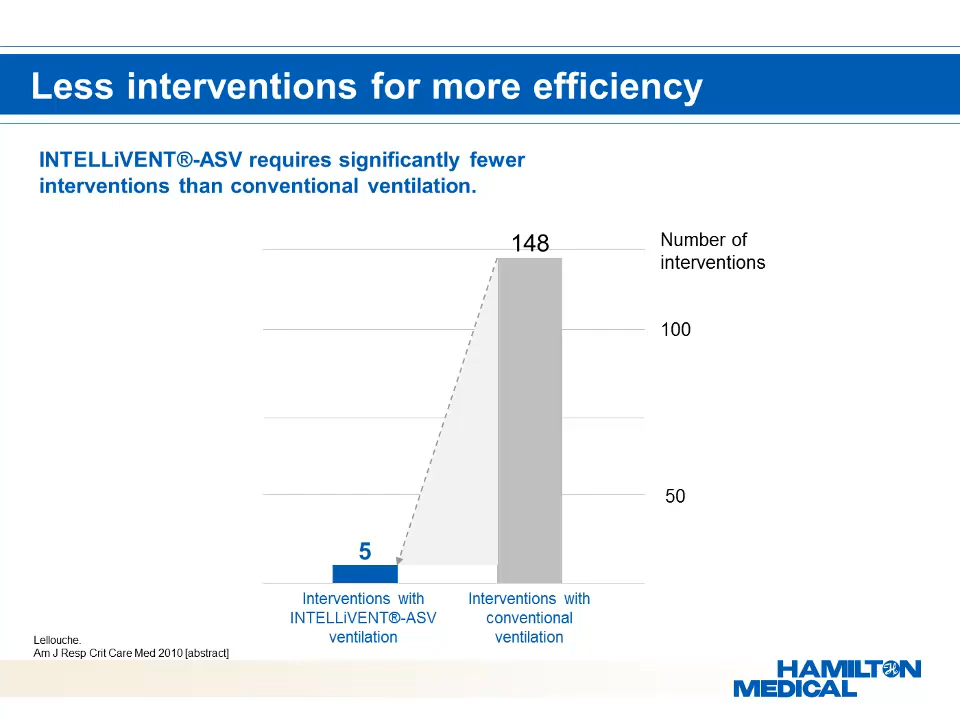 Less interventions for more efficiency
INTELLiVENT®-ASV requires significantly fewer
interventions than conventional ventilation.
148
Number of
interventions
100
50
5
Interventions with
INTELLiVENT®-ASV
ventilation
Interventions with
conventional
ventilation
Lellouche.
Am J Resp Crit Care Med 2010 [abstract]
HAMILTON
MEDICAL